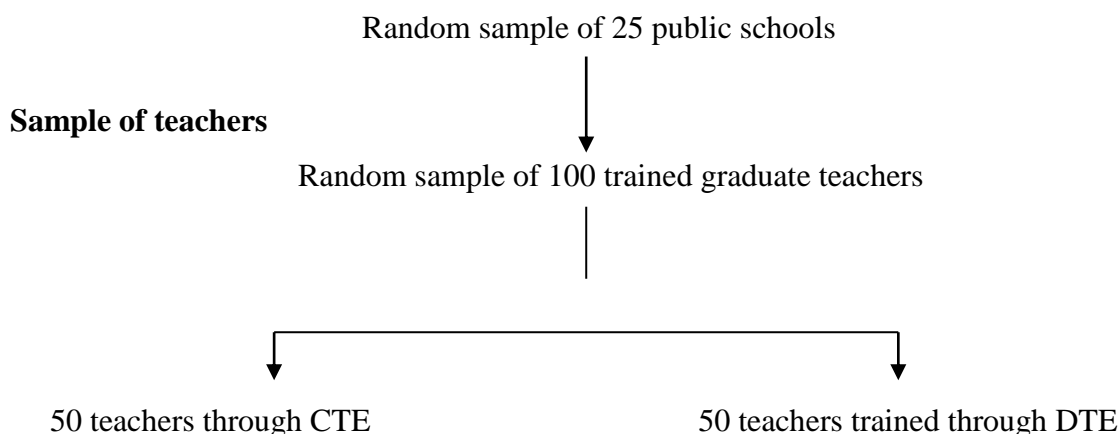 Random sample of 25 public schools
Sample of teachers
Random sample of 100 trained graduate teachers
50 teachers through CTE
50 teachers trained through DTE